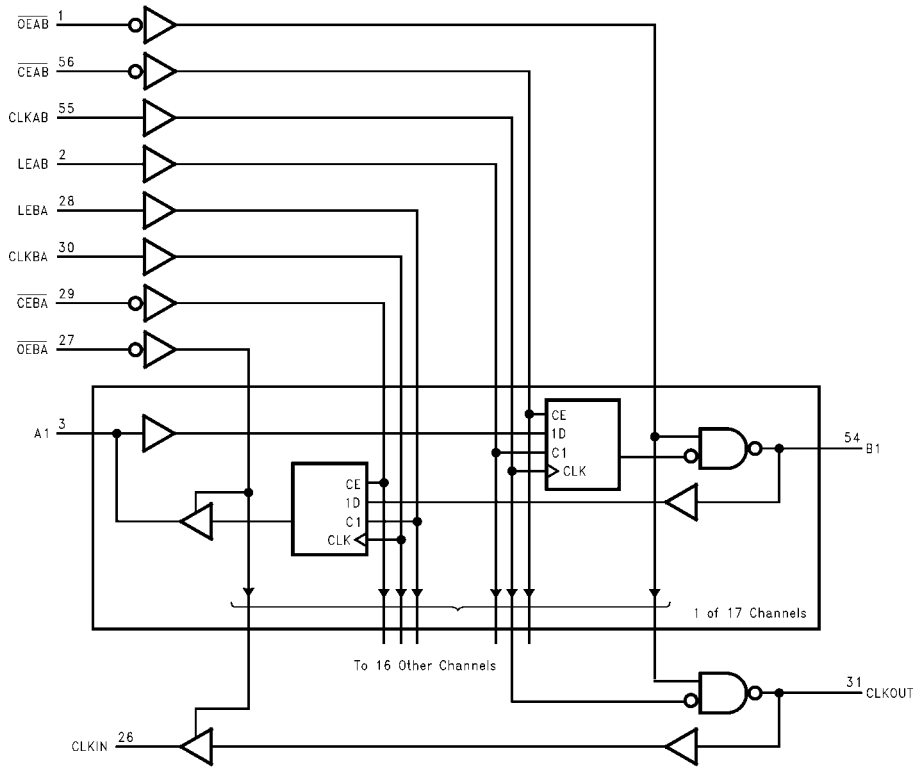 OEAB 1
CEAB 56
CLKAB 55
LEAB 2
LEBA 28
CLKBA 30
CEBA 29
OEBA 27
A1 3
CE
1D
C1
CLK
54 B1
CE
1D
C1
CLK
1 of 17 Channels
To 16 Other Channels
31 CLKOUT
CLKIN 26